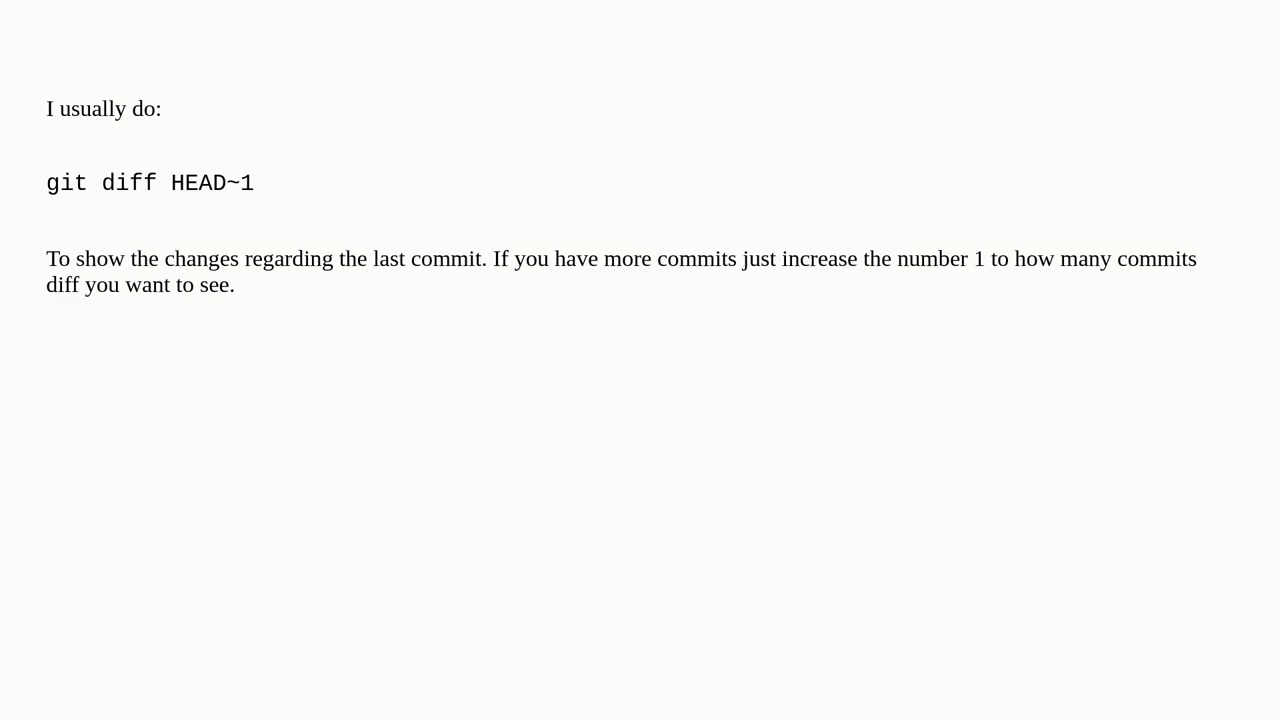 I usually do:
git diff HEAD~1
To show the changes regarding the last commit. If you have more commits just increase the number 1 to how many commits
diff you want to see.